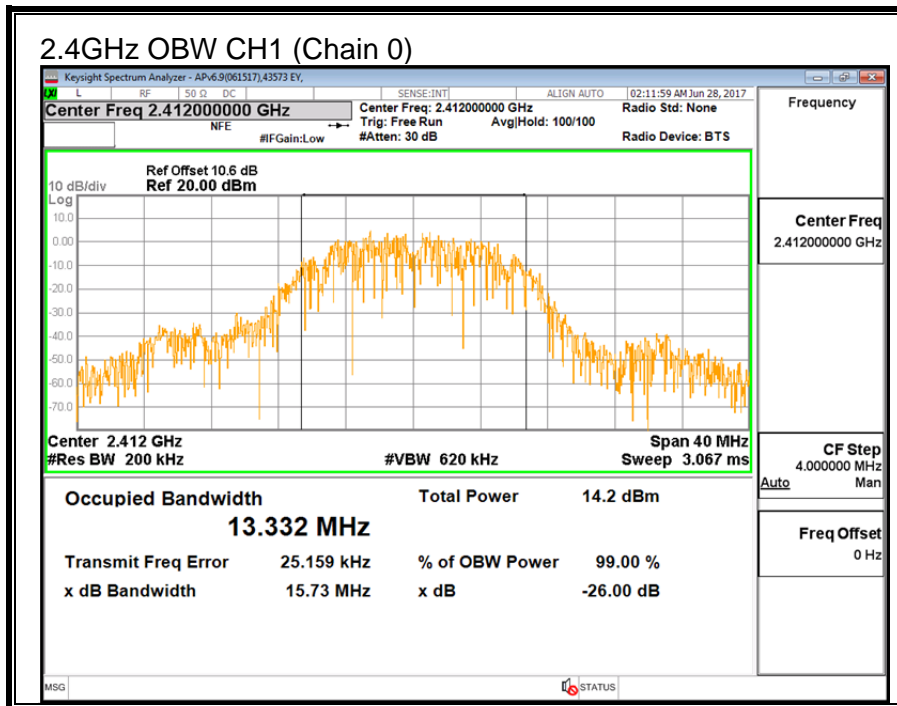 2.4GHz OBW CH1 (Chain 0)
Keysight Spectrum Analyzer - APv6.9(061517),43573 EY,
LXI L RF 50 Ω DC SENSE:INT ALIGN AUTO 02:11:59 AM Jun 28, 2017
Center Freq 2.412000000 GHz
NFE
#IFGain:Low
Center Freq: 2.412000000 GHz
Trig: Free Run Avg|Hold: 100/100
#Atten: 30 dB
Radio Std: None
Radio Device: BTS
Ref Offset 10.6 dB
10 dB/div Ref 20.00 dBm
Log
10.0
0.00
-10.0
-20.0
-30.0
-40.0
-50.0
-60.0
-70.0
Center 2.412 GHz Span 40 MHz
#Res BW 200 kHz #VBW 620 kHz Sweep 3.067 ms
Occupied Bandwidth Total Power 14.2 dBm
13.332 MHz
Transmit Freq Error 25.159 kHz % of OBW Power 99.00 %
x dB Bandwidth 15.73 MHz x dB -26.00 dB
Frequency
Center Freq
2.412000000 GHz
CF Step
4.000000 MHz
Auto Man
Freq Offset
0 Hz
MSG STATUS